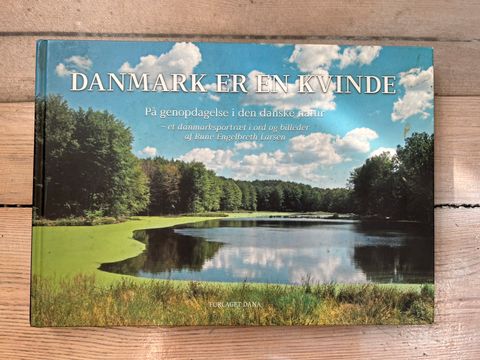 DANMARK ER EN KVINDE
På genopdagelse i den danske natur
– et danmarksportræt i ord og billeder
af Rune Engelbreth Larsen
FORLAGET DANA